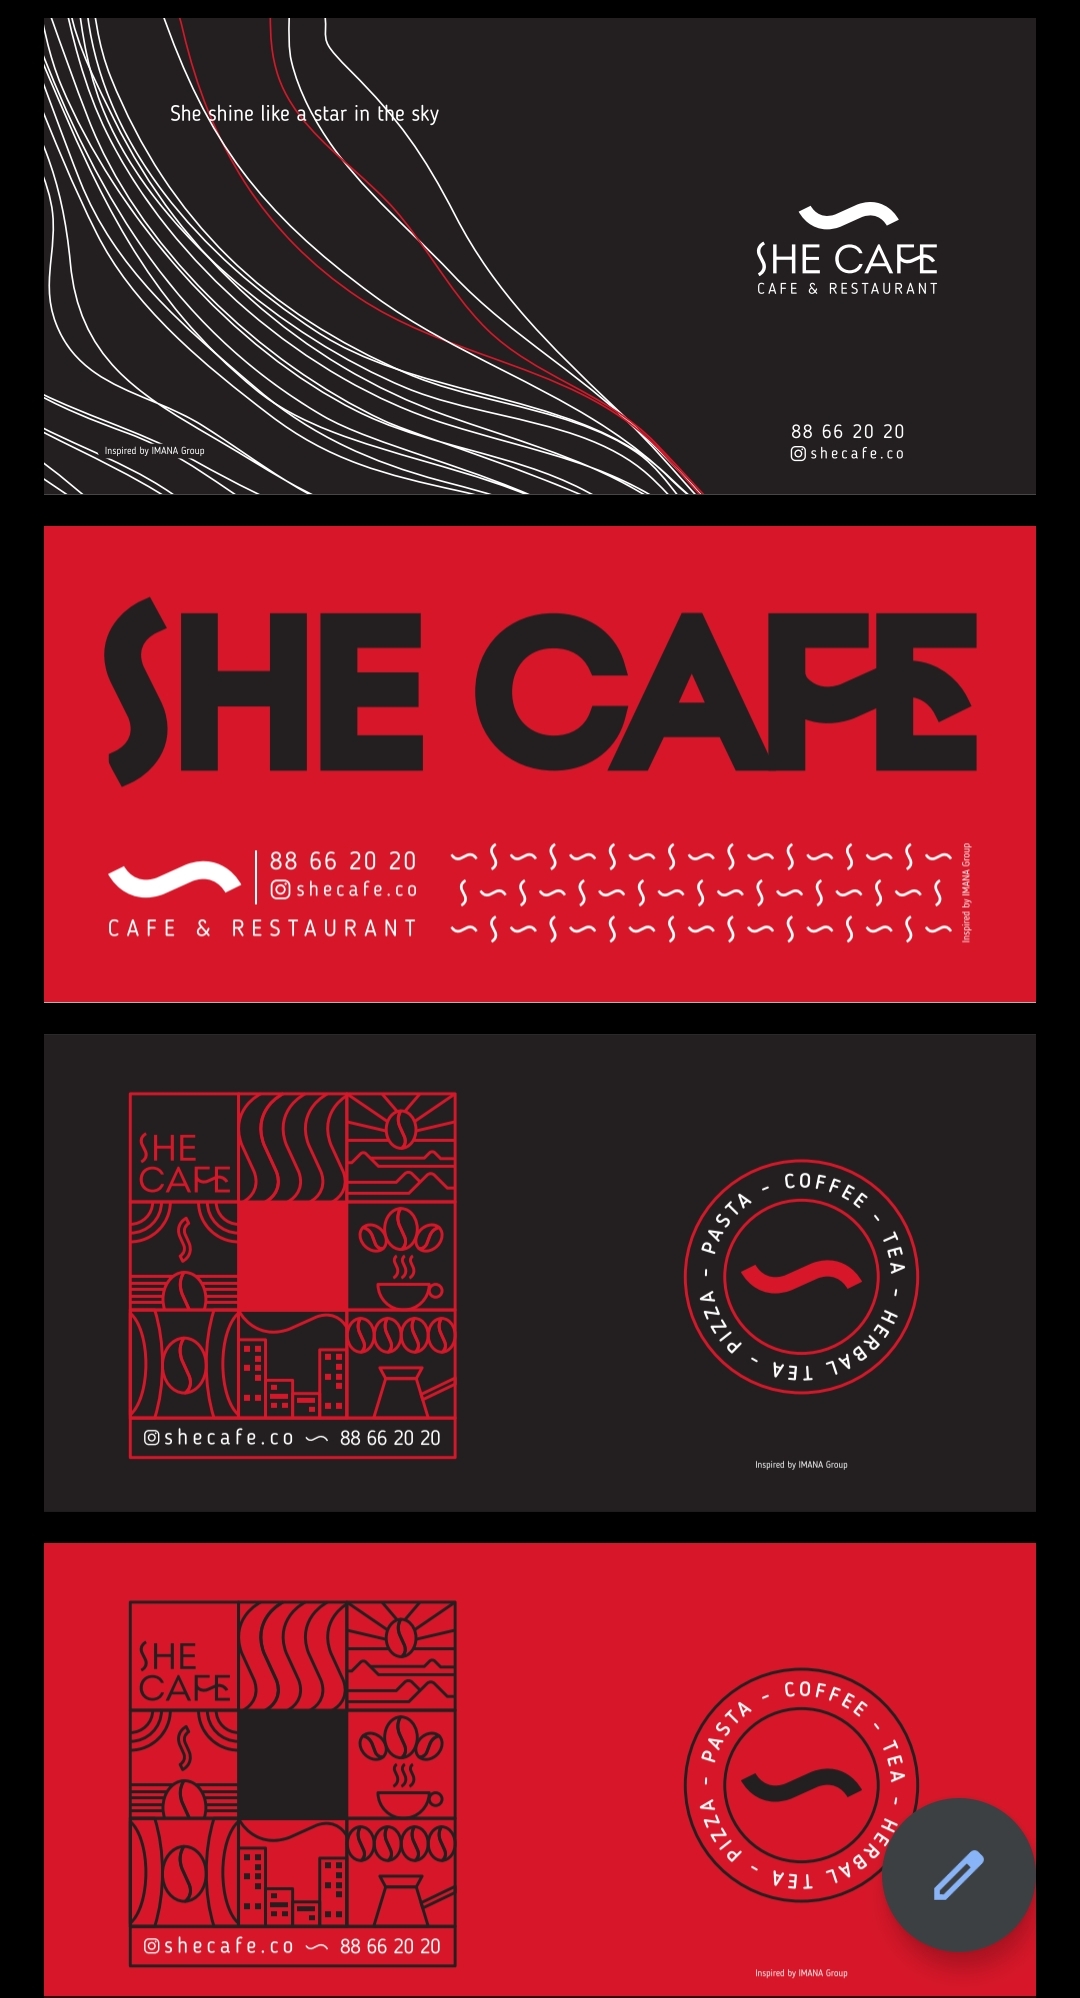 She shine like a star in the sky
SHE CAFE
CAFE & RESTAURANT
88 66 20 20
shecafe.co
Inspired by IMANA Group
SHE CAFE
88 66 20 20
shecafe.co
CAFE & RESTAURANT
Inspired by IMANA Group
SHE
CAFE
shecafe.co 88 66 20 20
PASTA - COFFEE - TEA - HERBAL TEA - PIZZA -
Inspired by IMANA Group
SHE
CAFE
shecafe.co 88 66 20 20
PASTA - COFFEE - TEA - HERBAL TEA - PIZZA -
Inspired by IMANA Group